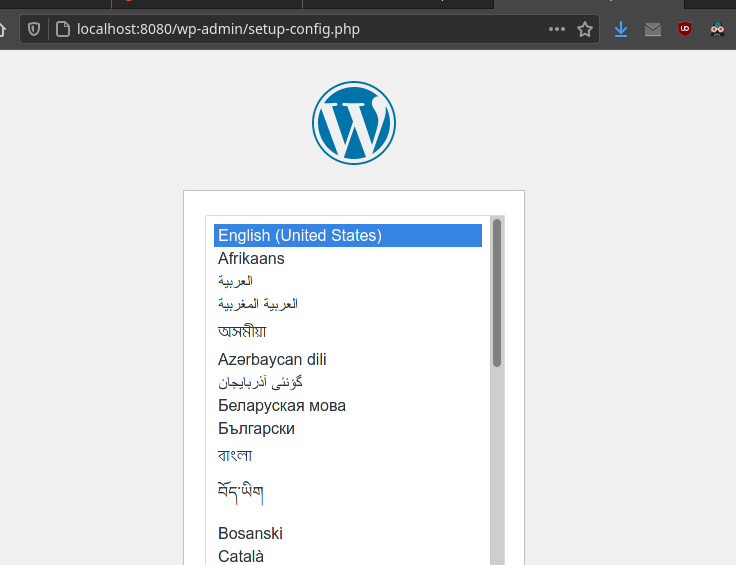 localhost:8080/wp-admin/setup-config.php
English (United States)
Afrikaans
العربية
العربية المغربية
অসমীয়া
Azərbaycan dili
گؤنئی آذربایجان
Беларуская мова
Български
বাংলা
བོད་ཡིག
Bosanski
Català